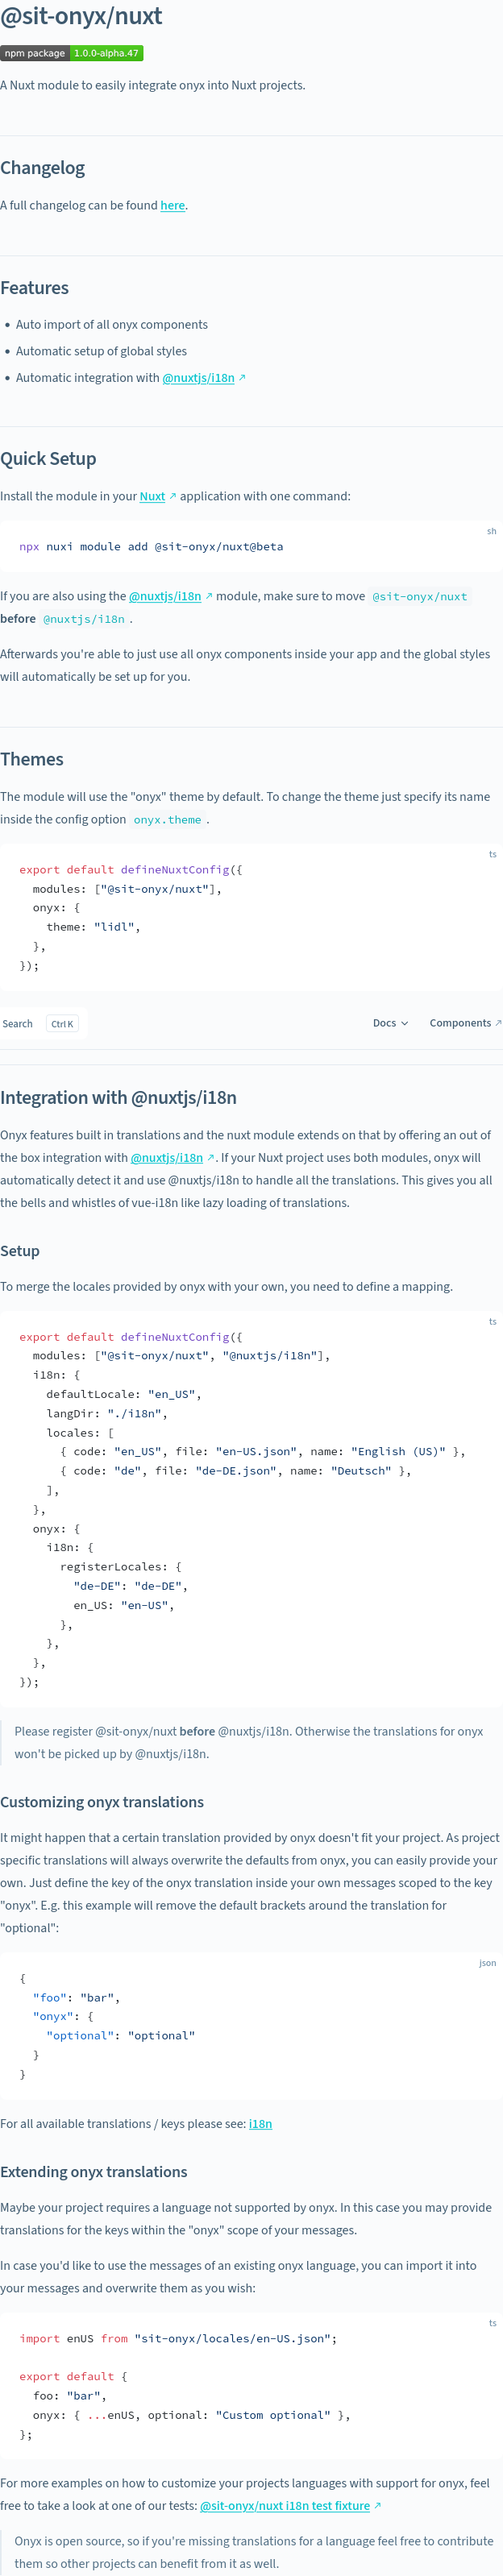 @sit-onyx/nuxt
npm package 1.0.0-alpha.47
A Nuxt module to easily integrate onyx into Nuxt projects.
Changelog
A full changelog can be found here.
Features
• Auto import of all onyx components
• Automatic setup of global styles
• Automatic integration with @nuxtjs/i18n ↗
Quick Setup
Install the module in your Nuxt ↗ application with one command:
sh
npx nuxi module add @sit-onyx/nuxt@beta
If you are also using the @nuxtjs/i18n ↗ module, make sure to move @sit-onyx/nuxt
before @nuxtjs/i18n .
Afterwards you're able to just use all onyx components inside your app and the global styles
will automatically be set up for you.
Themes
The module will use the "onyx" theme by default. To change the theme just specify its name
inside the config option onyx.theme .
ts
export default defineNuxtConfig({
  modules: ["@sit-onyx/nuxt"],
  onyx: {
    theme: "lidl",
  },
});
Search Ctrl K Docs Components ↗
Integration with @nuxtjs/i18n
Onyx features built in translations and the nuxt module extends on that by offering an out of
the box integration with @nuxtjs/i18n ↗. If your Nuxt project uses both modules, onyx will
automatically detect it and use @nuxtjs/i18n to handle all the translations. This gives you all
the bells and whistles of vue-i18n like lazy loading of translations.
Setup
To merge the locales provided by onyx with your own, you need to define a mapping.
ts
export default defineNuxtConfig({
  modules: ["@sit-onyx/nuxt", "@nuxtjs/i18n"],
  i18n: {
    defaultLocale: "en_US",
    langDir: "./i18n",
    locales: [
      { code: "en_US", file: "en-US.json", name: "English (US)" },
      { code: "de", file: "de-DE.json", name: "Deutsch" },
    ],
  },
  onyx: {
    i18n: {
      registerLocales: {
        "de-DE": "de-DE",
        en_US: "en-US",
      },
    },
  },
});
Please register @sit-onyx/nuxt before @nuxtjs/i18n. Otherwise the translations for onyx
won't be picked up by @nuxtjs/i18n.
Customizing onyx translations
It might happen that a certain translation provided by onyx doesn't fit your project. As project
specific translations will always overwrite the defaults from onyx, you can easily provide your
own. Just define the key of the onyx translation inside your own messages scoped to the key
"onyx". E.g. this example will remove the default brackets around the translation for
"optional":
json
{
  "foo": "bar",
  "onyx": {
    "optional": "optional"
  }
}
For all available translations / keys please see: i18n
Extending onyx translations
Maybe your project requires a language not supported by onyx. In this case you may provide
translations for the keys within the "onyx" scope of your messages.
In case you'd like to use the messages of an existing onyx language, you can import it into
your messages and overwrite them as you wish:
ts
import enUS from "sit-onyx/locales/en-US.json";
export default {
  foo: "bar",
  onyx: { ...enUS, optional: "Custom optional" },
};
For more examples on how to customize your projects languages with support for onyx, feel
free to take a look at one of our tests: @sit-onyx/nuxt i18n test fixture ↗
Onyx is open source, so if you're missing translations for a language feel free to contribute
them so other projects can benefit from it as well.